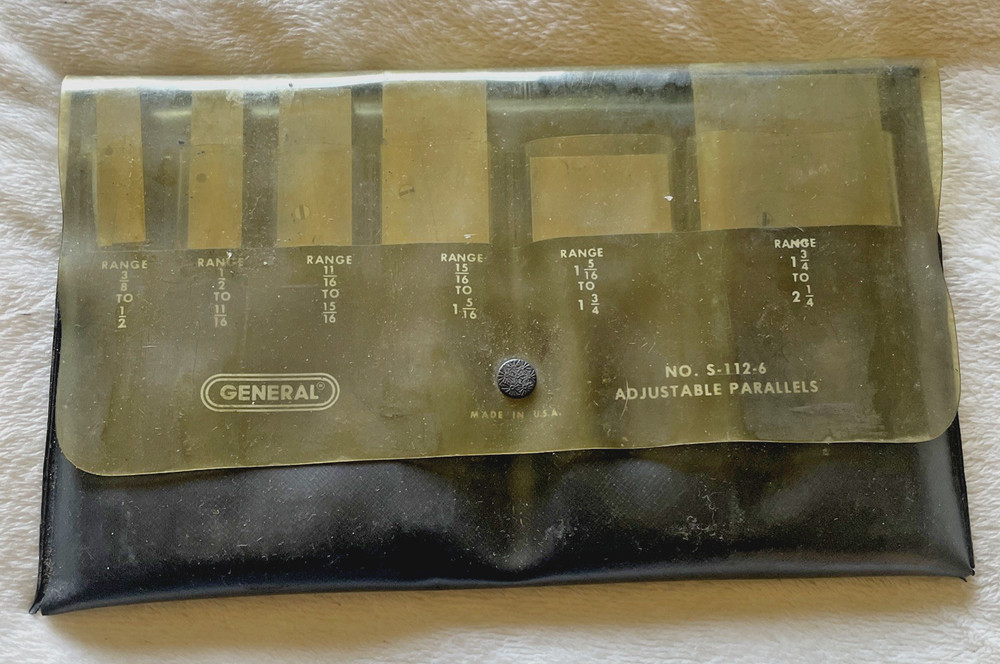 RANGE 3/8 TO 1/2
RANGE 1/2 TO 11/16
RANGE 11/16 TO 15/16
RANGE 15/16 TO 1 5/16
RANGE 1 5/16 TO 1 3/4
RANGE 1 3/4 TO 2 1/4
GENERAL®
MADE IN U.S.A.
NO. S-112-6
ADJUSTABLE PARALLELS